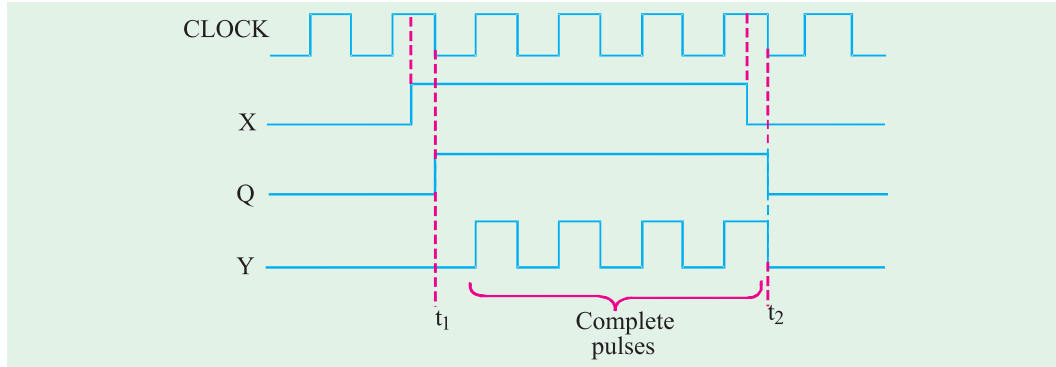 CLOCK
X
Q
Y
t1
t2
Complete
pulses